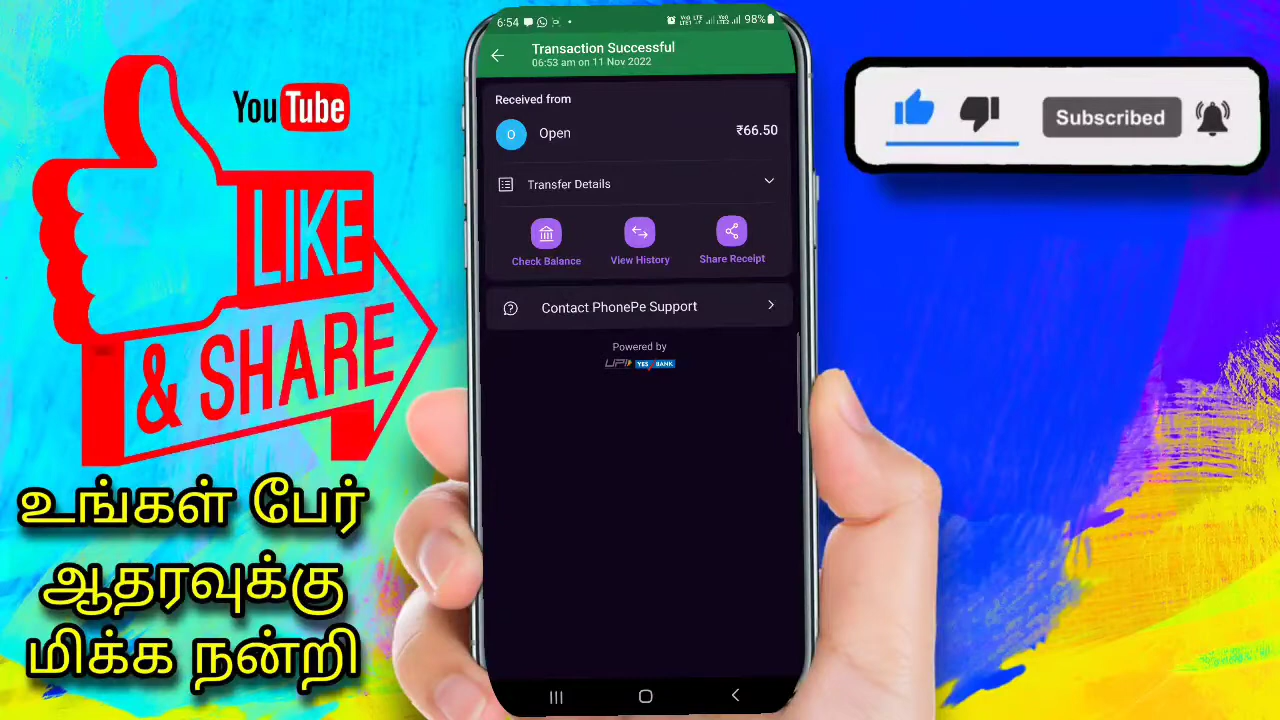 YouTube
LIKE
& SHARE
உங்கள் பேர்
ஆதரவுக்கு
மிக்க நன்றி
6:54
98%
Transaction Successful
06:53 am on 11 Nov 2022
Received from
O Open ₹66.50
Transfer Details
Check Balance View History Share Receipt
Contact PhonePe Support
Powered by
UPI YES BANK
Subscribed